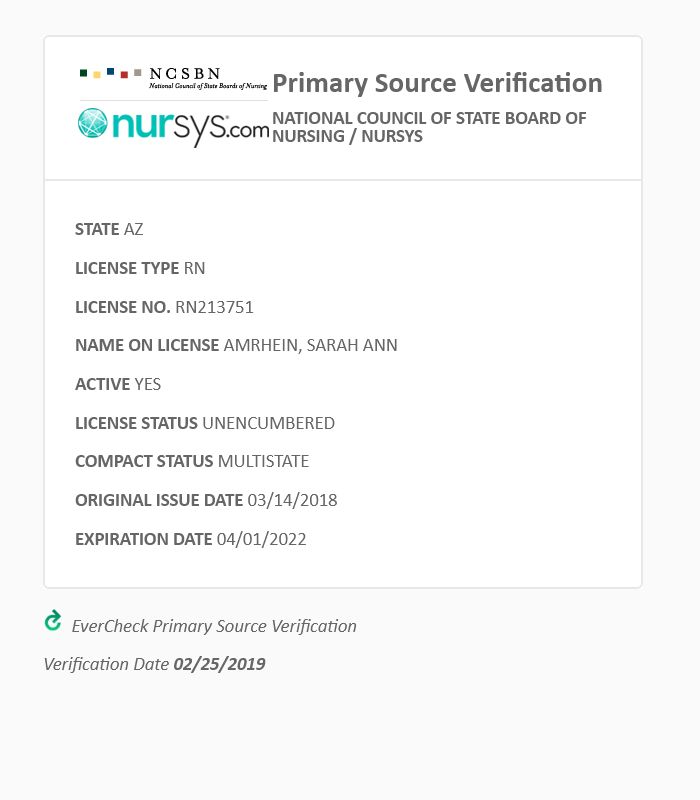 NCSBN
National Council of State Boards of Nursing
nursys.com
Primary Source Verification
NATIONAL COUNCIL OF STATE BOARD OF
NURSING / NURSYS
STATE AZ
LICENSE TYPE RN
LICENSE NO. RN213751
NAME ON LICENSE AMRHEIN, SARAH ANN
ACTIVE YES
LICENSE STATUS UNENCUMBERED
COMPACT STATUS MULTISTATE
ORIGINAL ISSUE DATE 03/14/2018
EXPIRATION DATE 04/01/2022
EverCheck Primary Source Verification
Verification Date 02/25/2019